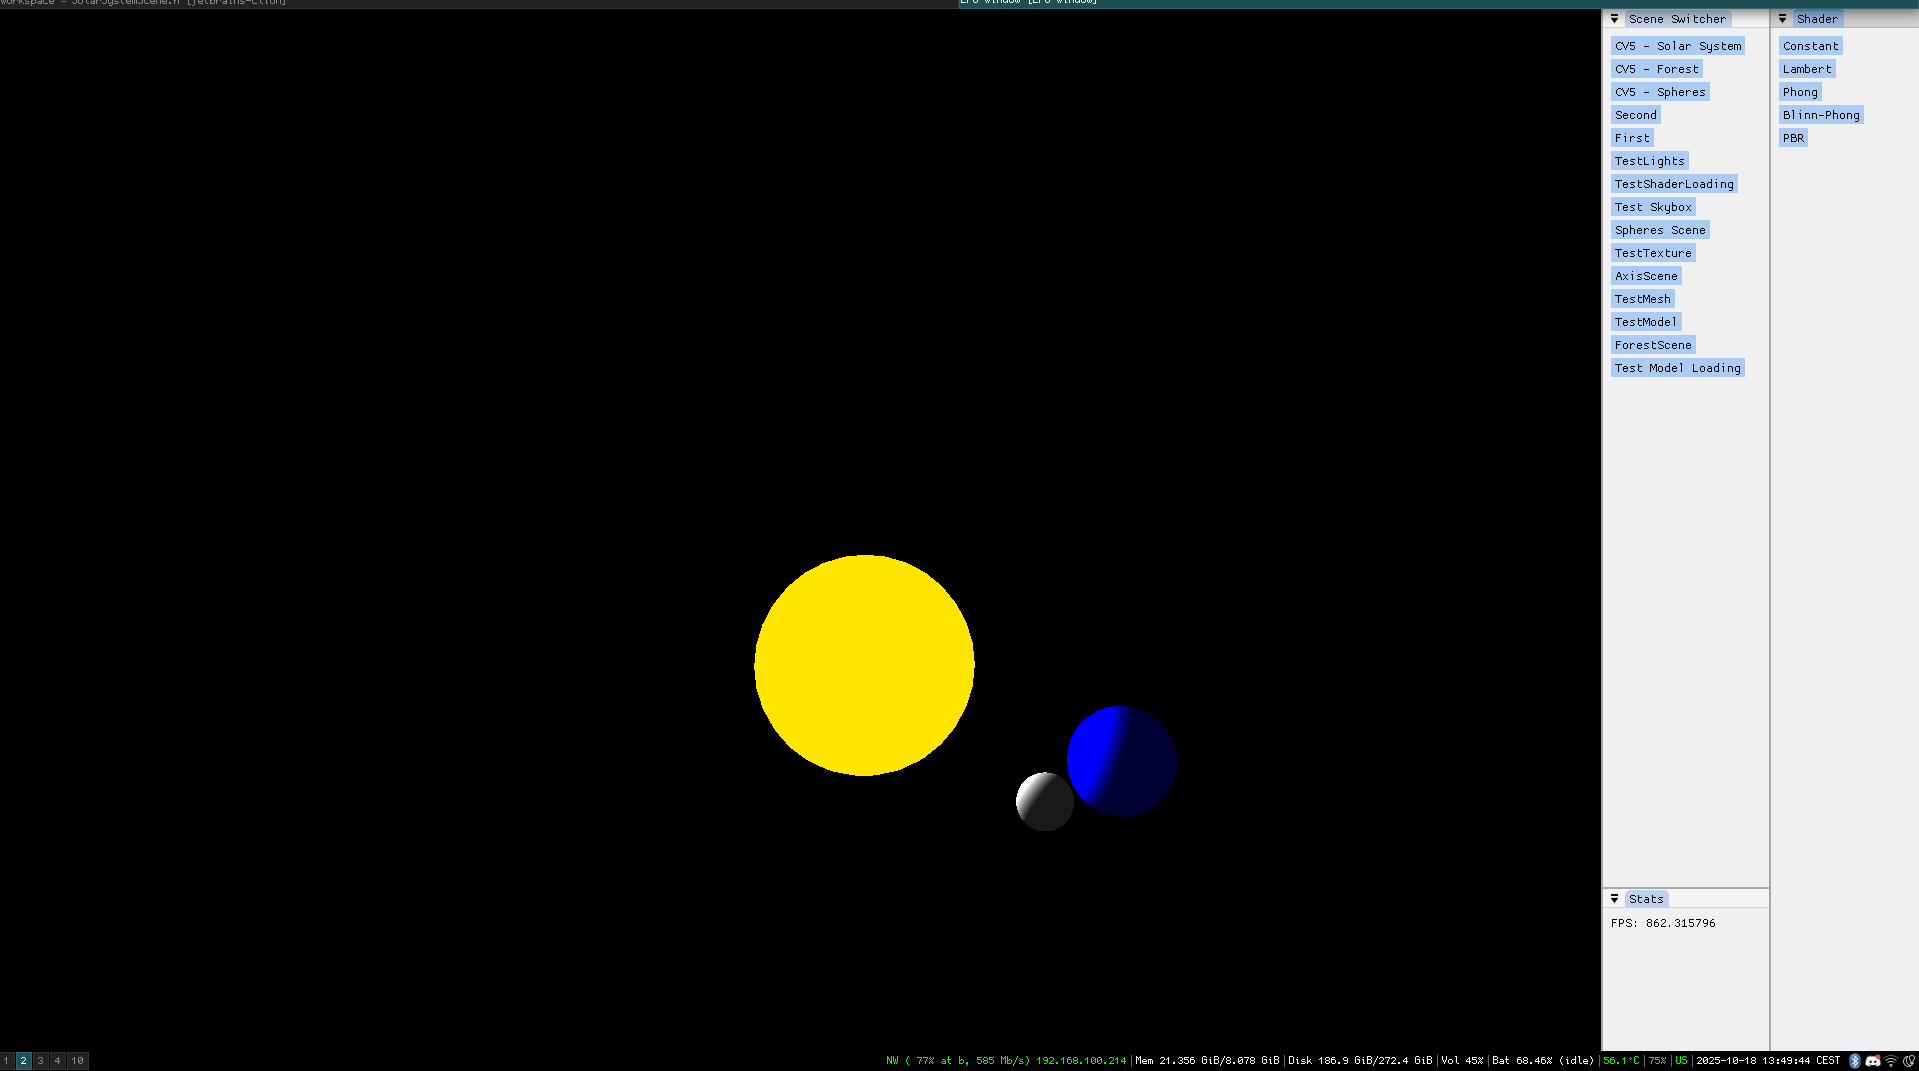 workspace - SolarSystemScene.h [jetbrains-clion]
ZPG window [ZPG window]
Scene Switcher
CV5 - Solar System
CV5 - Forest
CV5 - Spheres
Second
First
TestLights
TestShaderLoading
Test Skybox
Spheres Scene
TestTexture
AxisScene
TestMesh
TestModel
ForestScene
Test Model Loading
Shader
Constant
Lambert
Phong
Blinn-Phong
PBR
Stats
FPS: 862.315796
1 2 3 4 10
NW ( 77% at b, 585 Mb/s) 192.168.100.214|Mem 21.356 GiB/8.078 GiB|Disk 186.9 GiB/272.4 GiB|Vol 45%|Bat 68.46% (idle)|56.1°C|75%|US|2025-10-18 13:49:44 CEST